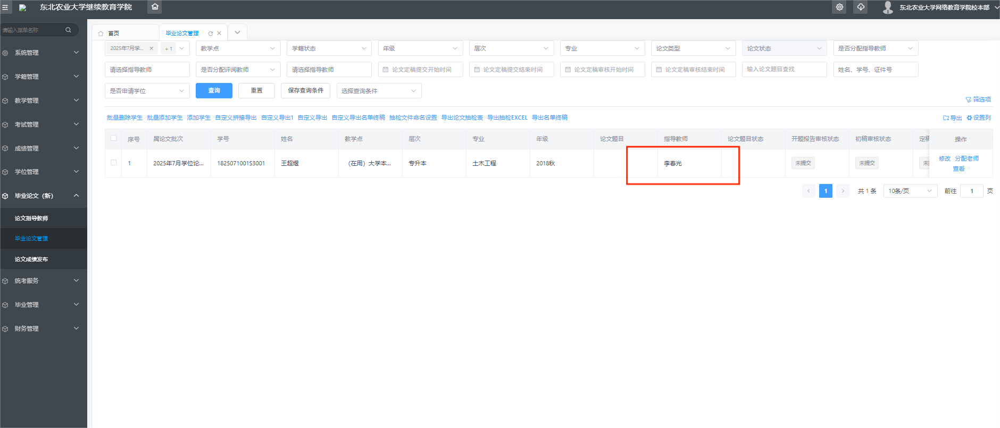 东北农业大学继续教育学院
东北农业大学网络教育学院校本部
请输入菜单名称
系统管理
学籍管理
教学管理
考试管理
成绩管理
学位管理
毕业论文（新）
论文指导教师
毕业论文管理
论文成绩发布
统考服务
毕业管理
财务管理
首页
毕业论文管理
2025年7月学... + 1 教学点 学籍状态 年级 层次 专业 论文类型 论文状态 是否分配指导教师
请选择指导教师 是否分配评阅教师 请选择指导教师 论文定稿提交开始时间 论文定稿提交结束时间 论文定稿审核开始时间 论文定稿审核结束时间 输入论文题目查找 姓名、学号、证件号
是否申请学位 查询 重置 保存查询条件 选择查询条件
筛选项
批量删除学生 批量添加学生 添加学生 自定义拼接导出 自定义导出1 自定义导出 自定义导出名单终稿 抽检文件命名设置 导出论文抽检表 导出抽检EXCEL 导出名单终稿 导出 设置列
序号 属论文批次 学号 姓名 教学点 层次 专业 年级 论文题目 指导教师 论文题目状态 开题报告审核状态 初稿审核状态 定稿 操作
1 2025年7月学位论... 1825071001S3001 王超煜 （在用）大学本... 专升本 土木工程 2018秋 李春光 未提交 未提交 未 修改 分配老师
查看
1 共 1 条 10条/页 前往 1 页